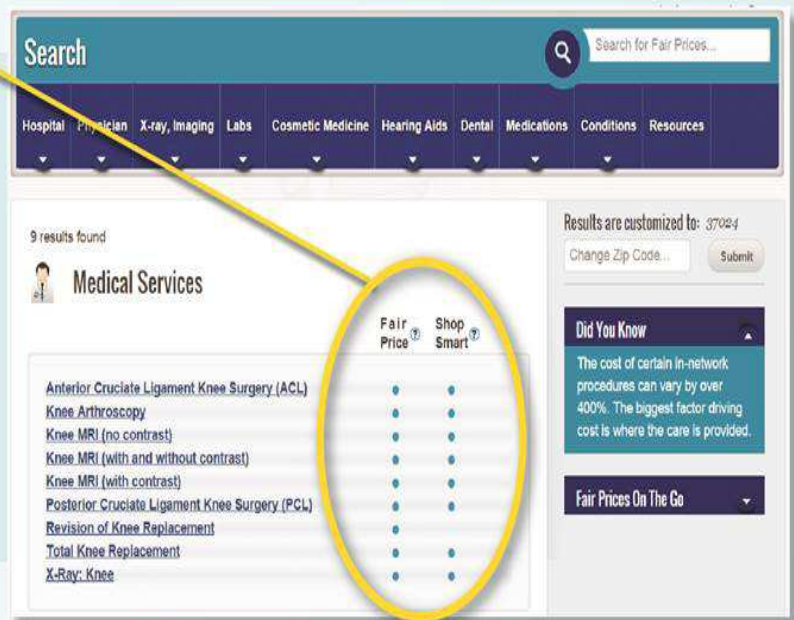 Search
Search for Fair Prices...
Hospital Physician X-ray, Imaging Labs Cosmetic Medicine Hearing Aids Dental Medications Conditions Resources
9 results found
Medical Services
Fair Price ? Shop Smart ?
Anterior Cruciate Ligament Knee Surgery (ACL)
Knee Arthroscopy
Knee MRI (no contrast)
Knee MRI (with and without contrast)
Knee MRI (with contrast)
Posterior Cruciate Ligament Knee Surgery (PCL)
Revision of Knee Replacement
Total Knee Replacement
X-Ray: Knee
Results are customized to: 37024
Change Zip Code... Submit
Did You Know
The cost of certain in-network
procedures can vary by over
400%. The biggest factor driving
cost is where the care is provided.
Fair Prices On The Go